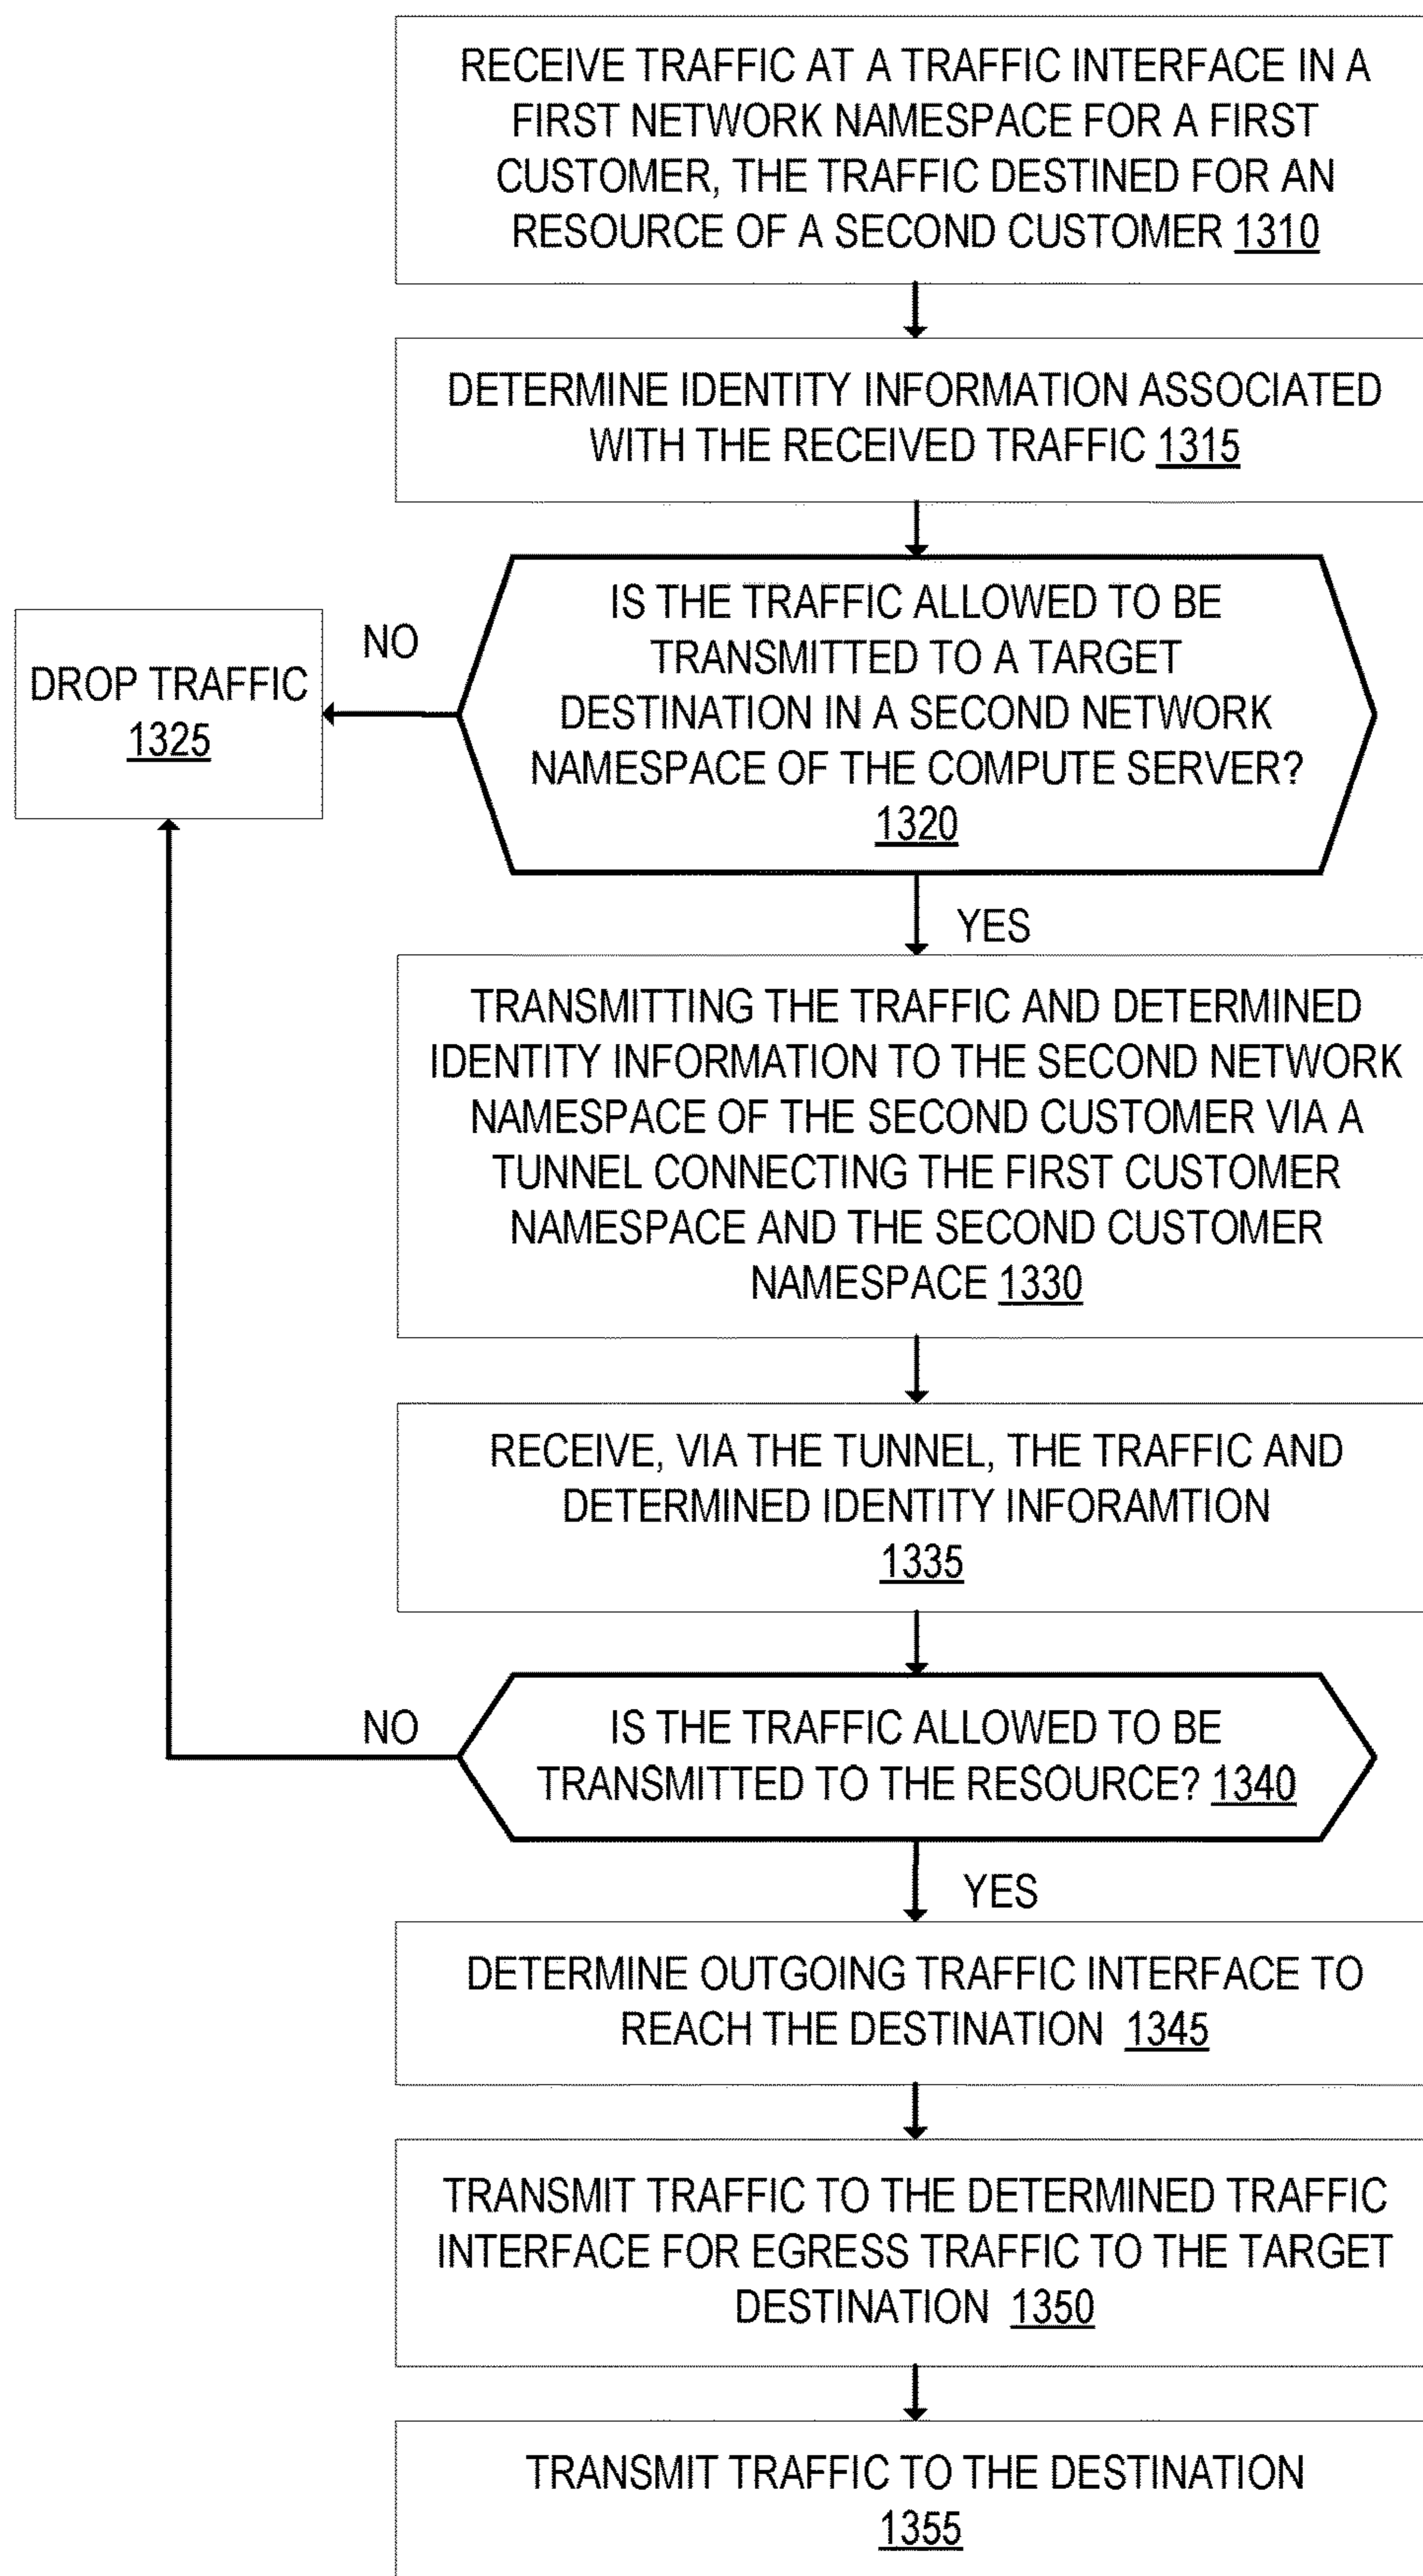 RECEIVE TRAFFIC AT A TRAFFIC INTERFACE IN A
FIRST NETWORK NAMESPACE FOR A FIRST
CUSTOMER, THE TRAFFIC DESTINED FOR AN
RESOURCE OF A SECOND CUSTOMER 1310
DETERMINE IDENTITY INFORMATION ASSOCIATED
WITH THE RECEIVED TRAFFIC 1315
IS THE TRAFFIC ALLOWED TO BE
TRANSMITTED TO A TARGET
DESTINATION IN A SECOND NETWORK
NAMESPACE OF THE COMPUTE SERVER?
1320
NO
DROP TRAFFIC
1325
YES
TRANSMITTING THE TRAFFIC AND DETERMINED
IDENTITY INFORMATION TO THE SECOND NETWORK
NAMESPACE OF THE SECOND CUSTOMER VIA A
TUNNEL CONNECTING THE FIRST CUSTOMER
NAMESPACE AND THE SECOND CUSTOMER
NAMESPACE 1330
RECEIVE, VIA THE TUNNEL, THE TRAFFIC AND
DETERMINED IDENTITY INFORAMTION
1335
NO
IS THE TRAFFIC ALLOWED TO BE
TRANSMITTED TO THE RESOURCE? 1340
YES
DETERMINE OUTGOING TRAFFIC INTERFACE TO
REACH THE DESTINATION 1345
TRANSMIT TRAFFIC TO THE DETERMINED TRAFFIC
INTERFACE FOR EGRESS TRAFFIC TO THE TARGET
DESTINATION 1350
TRANSMIT TRAFFIC TO THE DESTINATION
1355